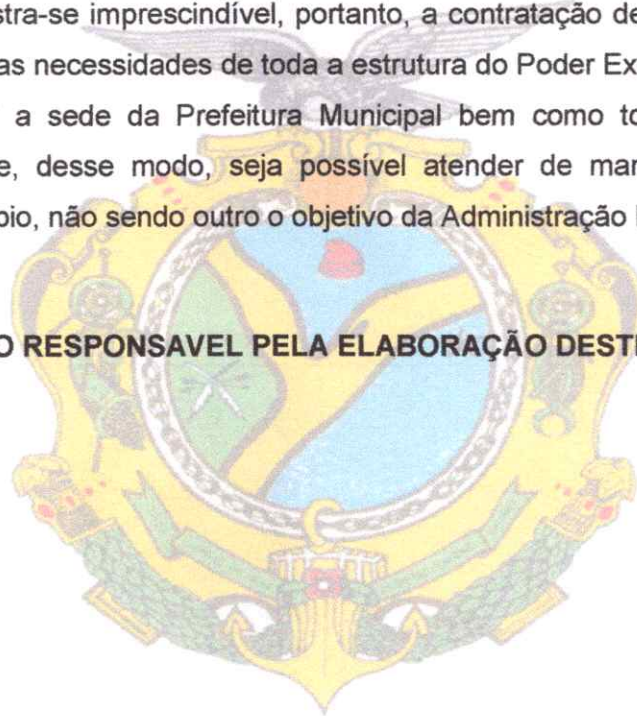 stra-se imprescindível, portanto, a contratação de
as necessidades de toda a estrutura do Poder Ex
a sede da Prefeitura Municipal bem como to
e, desse modo, seja possível atender de mar
pio, não sendo outro o objetivo da Administração
O RESPONSAVEL PELA ELABORAÇÃO DESTE